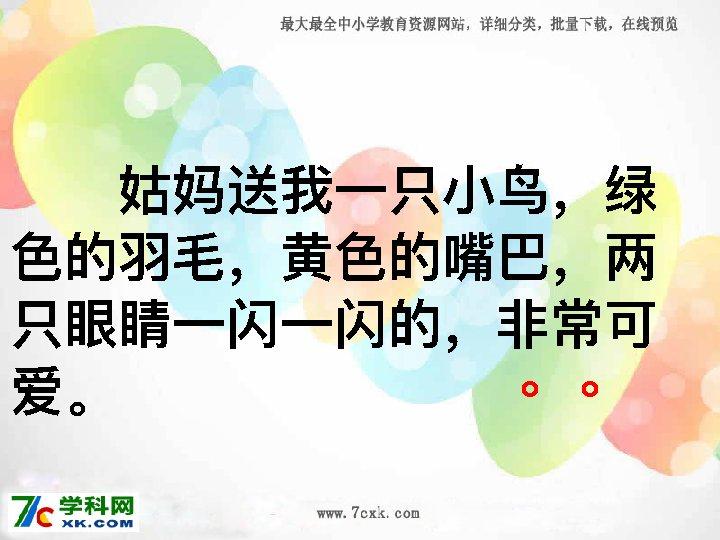 最大最全中小学教育资源网站，详细分类，批量下载，在线预览
姑妈送我一只小鸟，绿
色的羽毛，黄色的嘴巴，两
只眼睛一闪一闪的，非常可
爱。
。。
7c学科网
XK.COM
www.7cxk.com